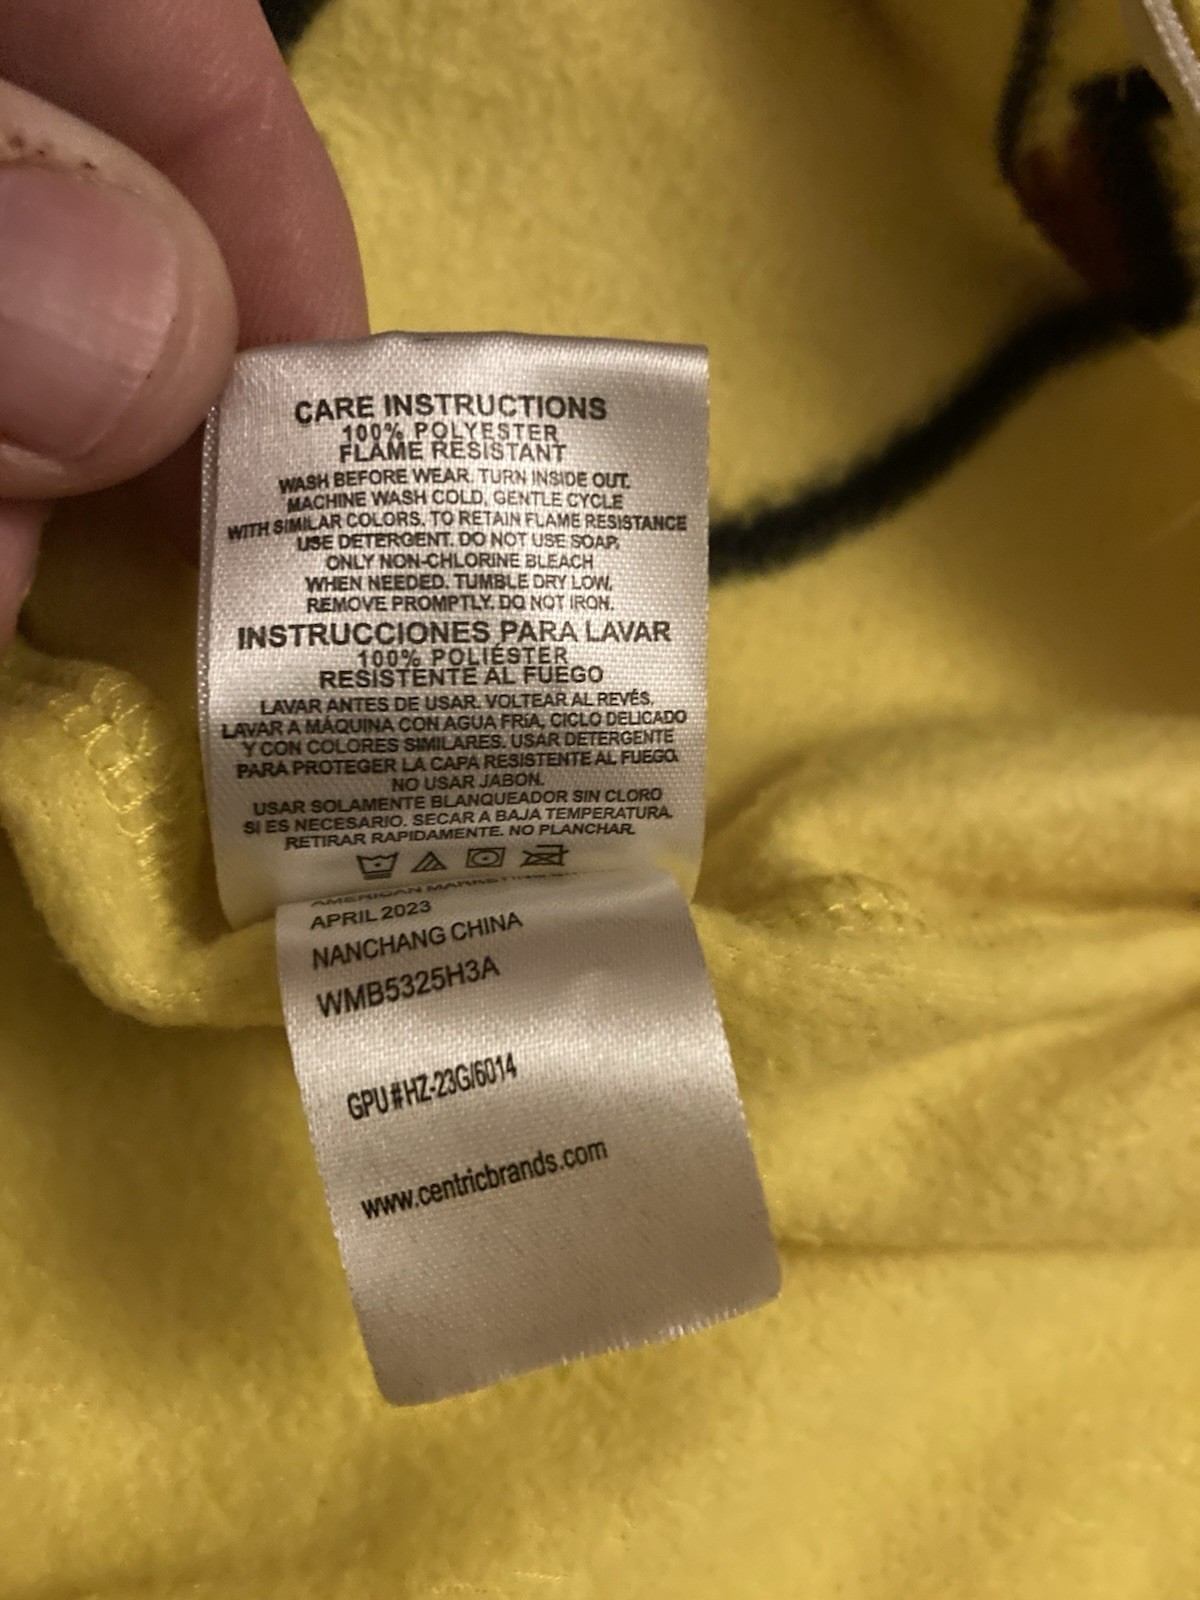 CARE INSTRUCTIONS
100% POLYESTER
FLAME RESISTANT
WASH BEFORE WEAR. TURN INSIDE OUT.
MACHINE WASH COLD, GENTLE CYCLE
WITH SIMILAR COLORS. TO RETAIN FLAME RESISTANCE
USE DETERGENT. DO NOT USE SOAP.
ONLY NON-CHLORINE BLEACH
WHEN NEEDED. TUMBLE DRY LOW,
REMOVE PROMPTLY. DO NOT IRON.
INSTRUCCIONES PARA LAVAR
100% POLIÉSTER
RESISTENTE AL FUEGO
LAVAR ANTES DE USAR. VOLTEAR AL REVÉS.
LAVAR A MÁQUINA CON AGUA FRÍA, CICLO DELICADO
Y CON COLORES SIMILARES. USAR DETERGENTE
PARA PROTEGER LA CAPA RESISTENTE AL FUEGO.
NO USAR JABÓN.
USAR SOLAMENTE BLANQUEADOR SIN CLORO
SI ES NECESARIO. SECAR A BAJA TEMPERATURA.
RETIRAR RAPIDAMENTE. NO PLANCHAR.
AMERICAN
APRIL 2023
NANCHANG CHINA
WMB5325H3A
GPU#HZ-23G/6014
www.centricbrands.com